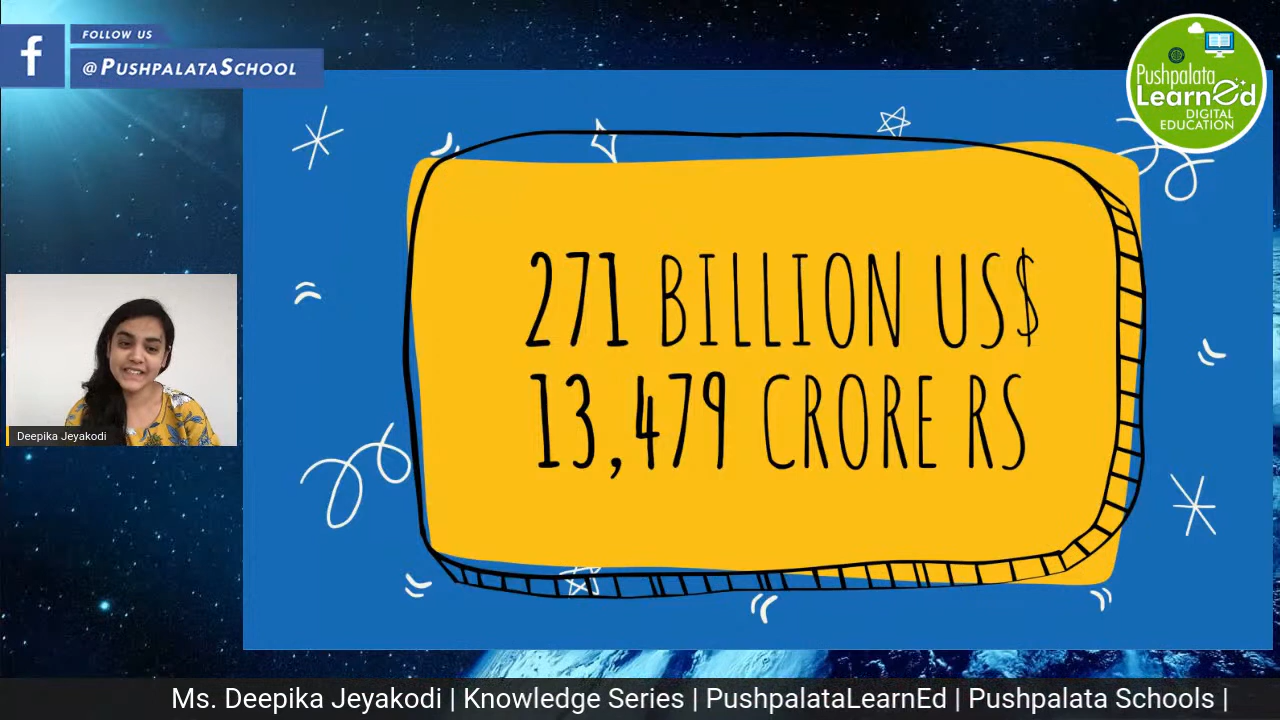 FOLLOW US
@PUSHPALATASCHOOL
Pushpalata
LearnEd
DIGITAL
EDUCATION
271 BILLION US$
13,479 CRORE RS
Deepika Jeyakodi
Ms. Deepika Jeyakodi | Knowledge Series | PushpalataLearnEd | Pushpalata Schools |